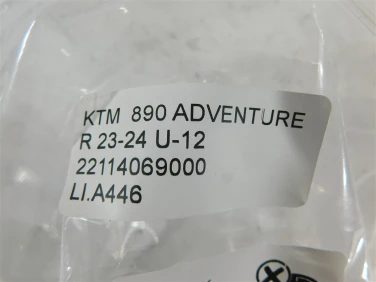 KTM 890 ADVENTURE
R 23-24 U-12
22114069000
LI.A446